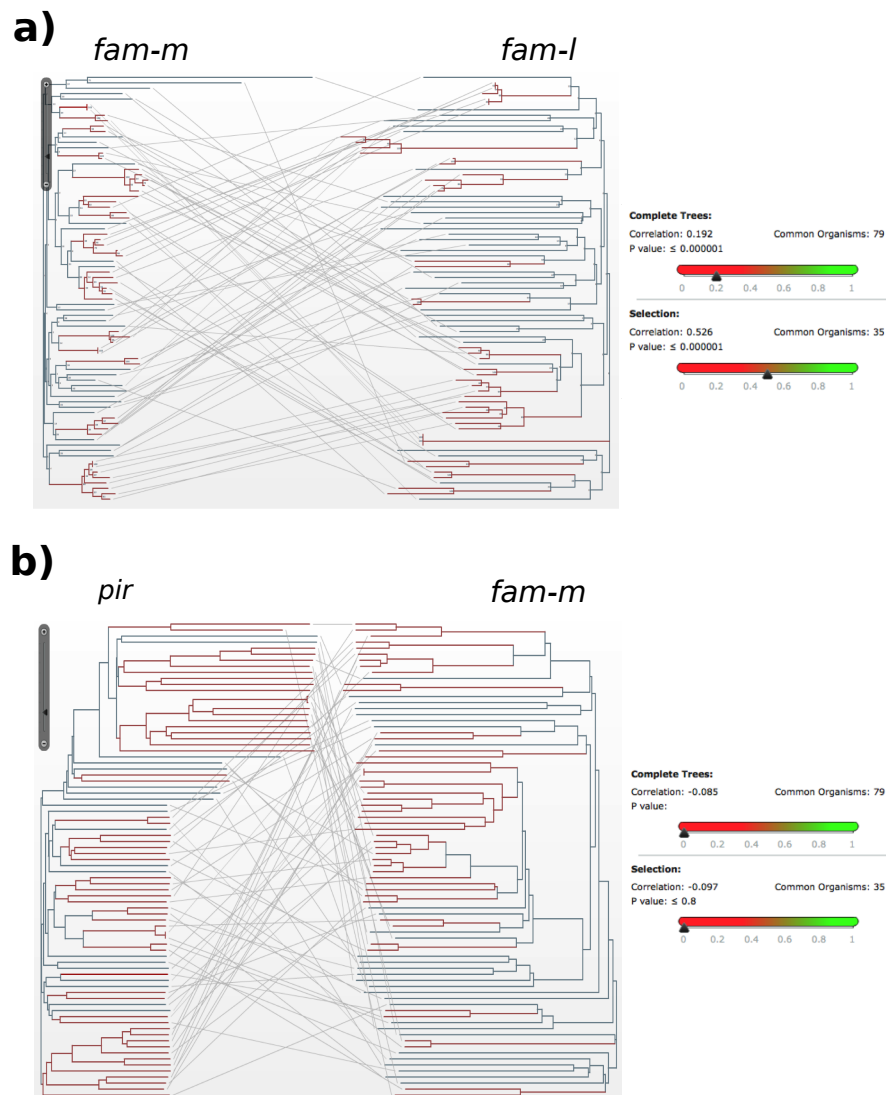 a)
fam-m fam-l
Complete Trees:
Correlation: 0.192 Common Organisms: 79
P value: ≤ 0.000001
0 0.2 0.4 0.6 0.8 1
Selection:
Correlation: 0.526 Common Organisms: 35
P value: ≤ 0.000001
0 0.2 0.4 0.6 0.8 1
b)
pir fam-m
Complete Trees:
Correlation: -0.085 Common Organisms: 79
P value:
0 0.2 0.4 0.6 0.8 1
Selection:
Correlation: -0.097 Common Organisms: 35
P value: ≤ 0.8
0 0.2 0.4 0.6 0.8 1